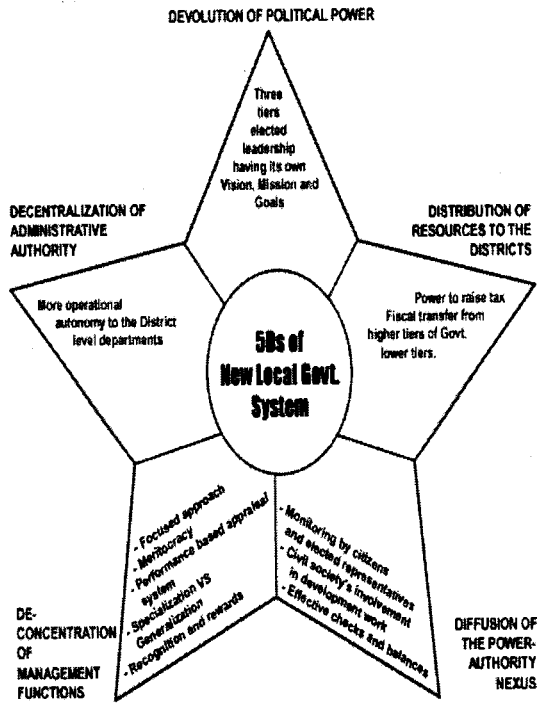 DEVOLUTION OF POLITICAL POWER
Three
tiers
elected
leadership
having its own
Vision, Mission and
Goals
DECENTRALIZATION OF
ADMINISTRATIVE
AUTHORITY
DISTRIBUTION OF
RESOURCES TO THE
DISTRICTS
More operational
autonomy to the District
level departments
Power to raise tax
Fiscal transfer from
higher tiers of Govt.
lower tiers.
5Ds of
New Local Govt.
System
- Focused approach
- Meritocracy
- Performance based appraisal
system
- Specialization VS
Generalization
- Recognition and rewards
- Monitoring by citizens
and elected representatives
- Civil society's involvement
in development work
- Effective checks and balances
DE-
CONCENTRATION
OF
MANAGEMENT
FUNCTIONS
DIFFUSION OF
THE POWER-
AUTHORITY
NEXUS